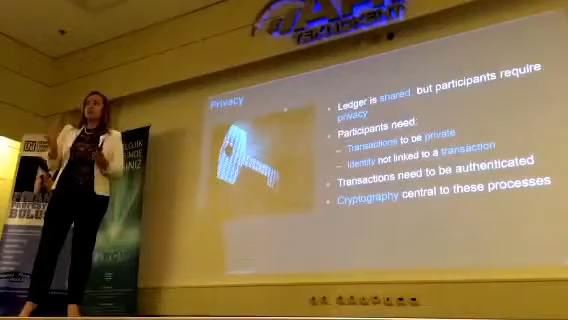 TEKNOKENT
Privacy
• Ledger is shared, but participants require
privacy
• Participants need:
– Transactions to be private
– Identity not linked to a transaction
• Transactions need to be authenticated
• Cryptography central to these processes